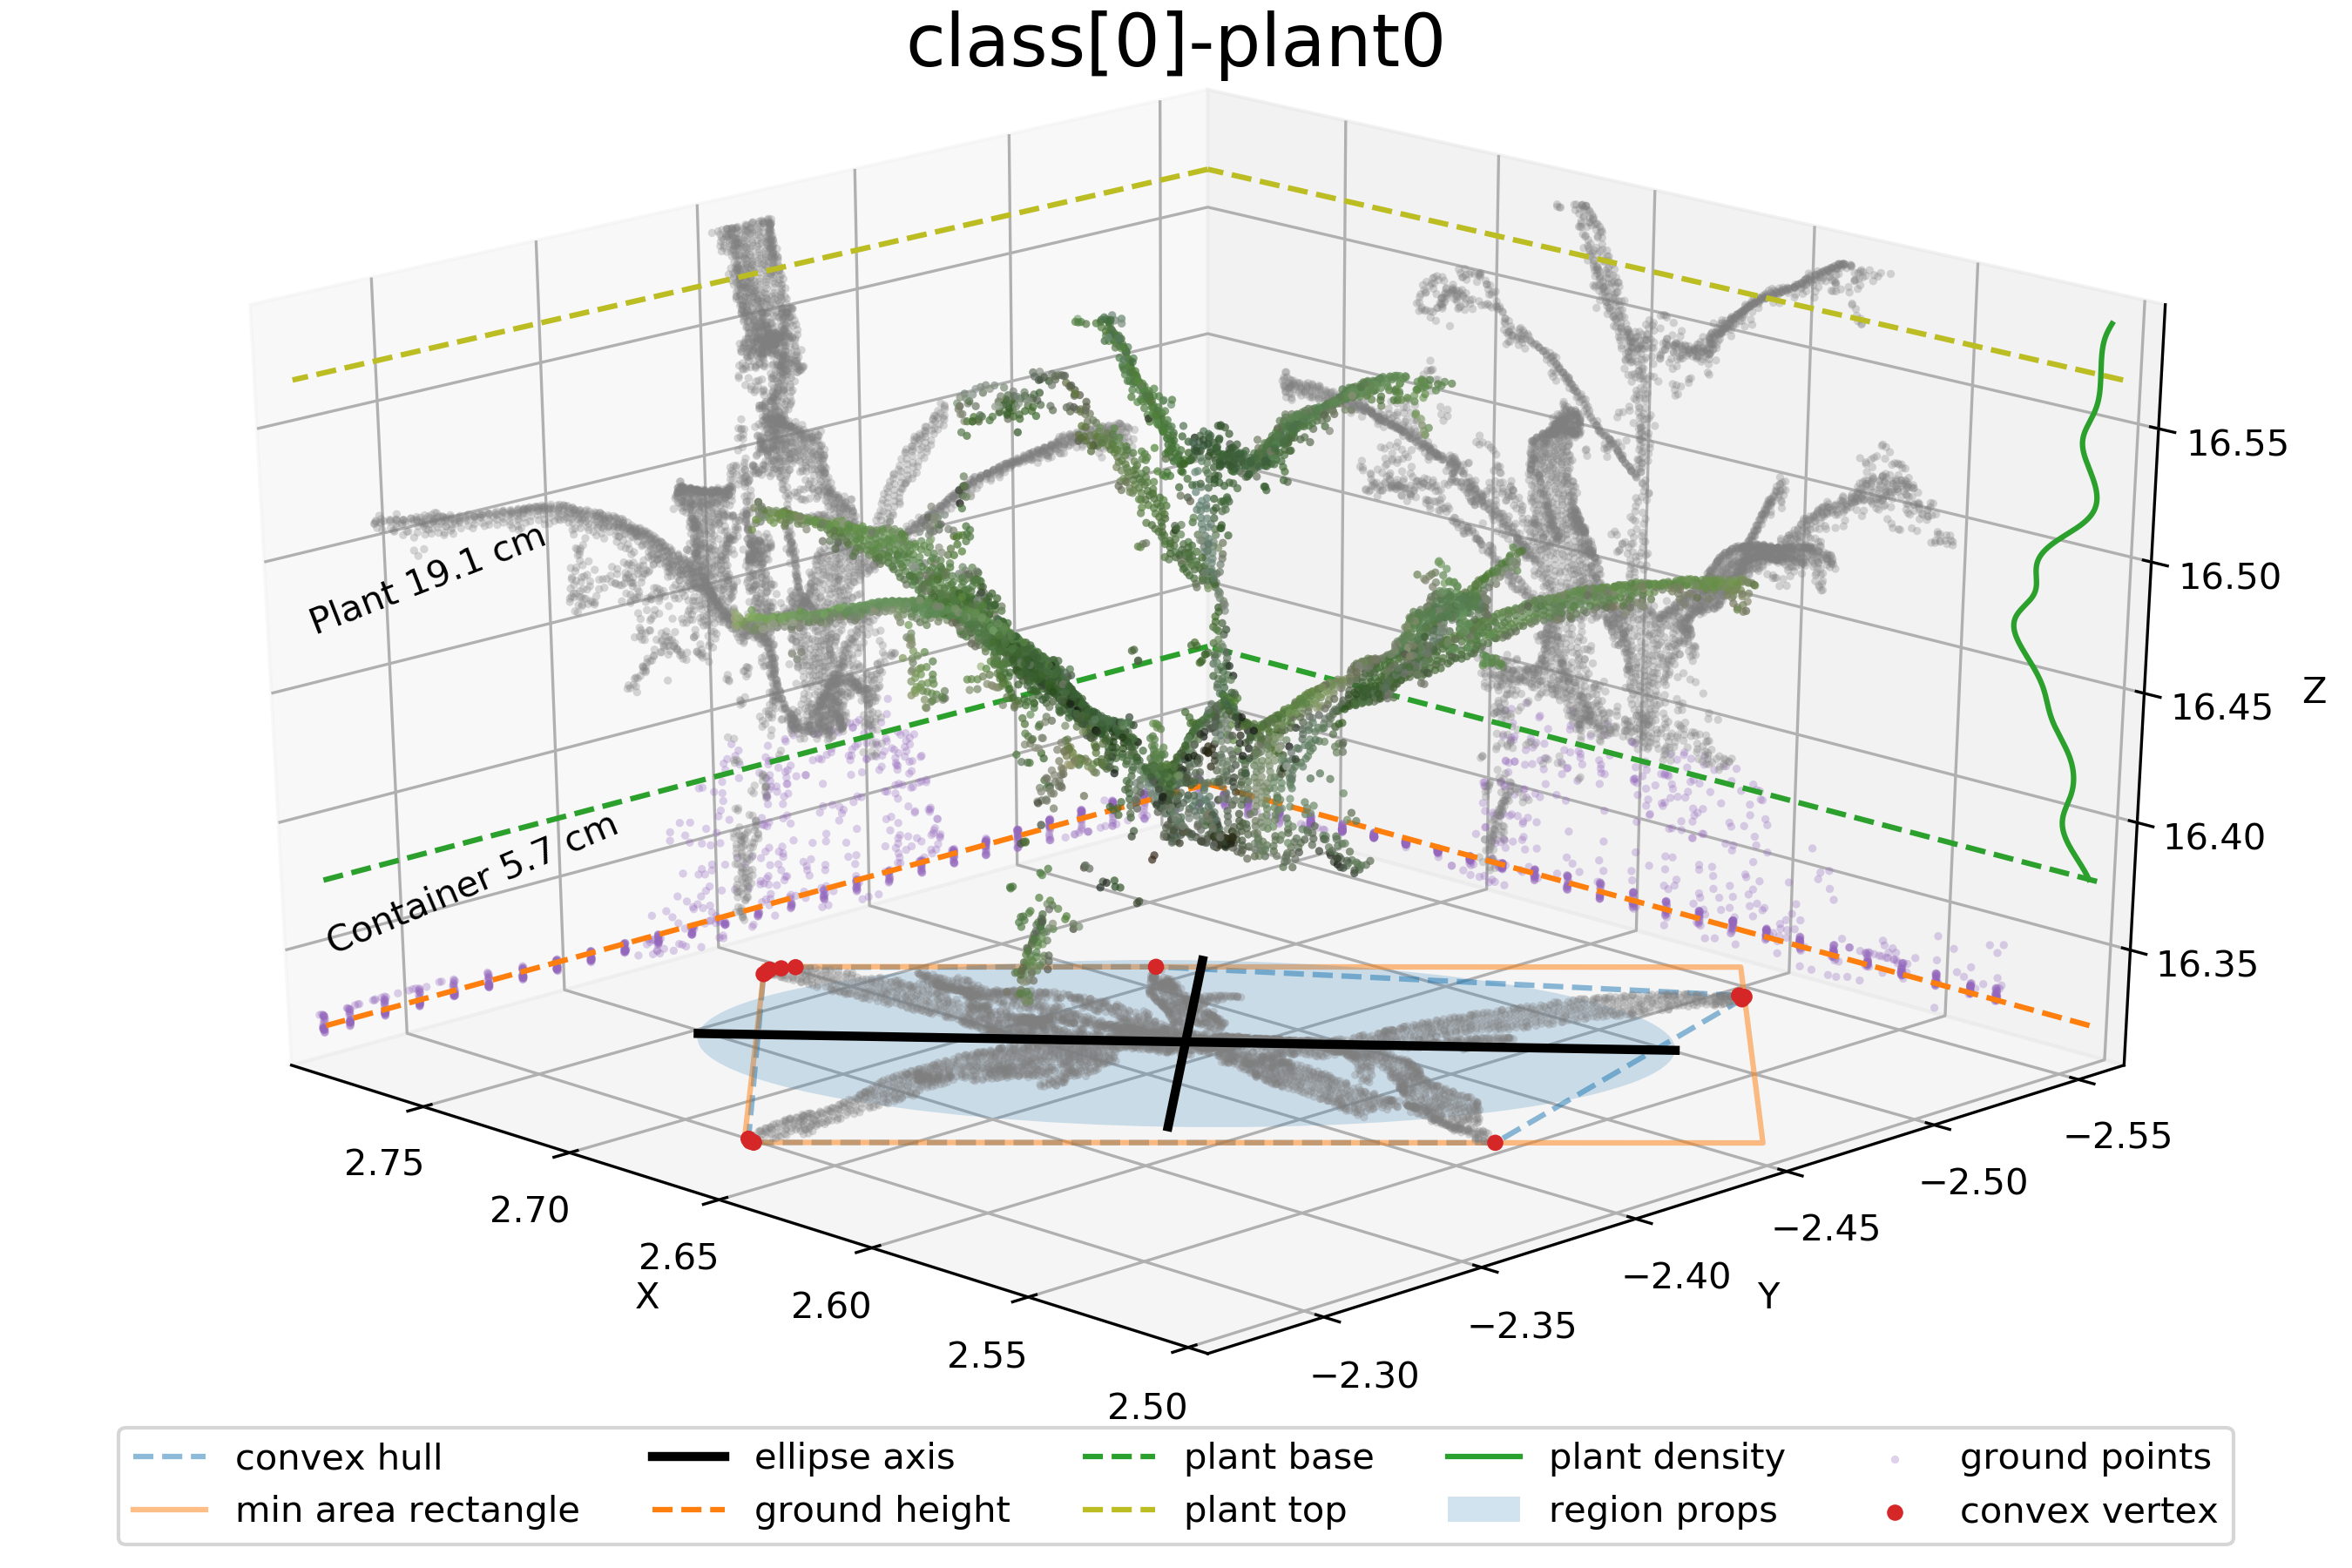 class[0]-plant0
Plant 19.1 cm
Container 5.7 cm
16.55
16.50
16.45
16.40
16.35
Z
2.75
2.70
2.65
2.60
2.55
2.50
X
−2.55
−2.50
−2.45
−2.40
−2.35
−2.30
Y
convex hull
min area rectangle
ellipse axis
ground height
plant base
plant top
plant density
region props
ground points
convex vertex